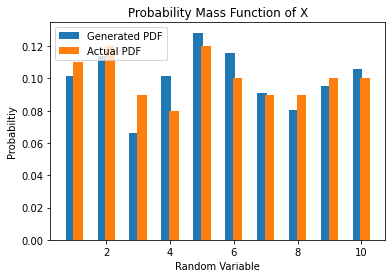 Probability Mass Function of X
Generated PDF
Actual PDF
0.12
0.10
0.08
0.06
0.04
0.02
0.00
Probabiltiy
2
4
6
8
10
Random Variable